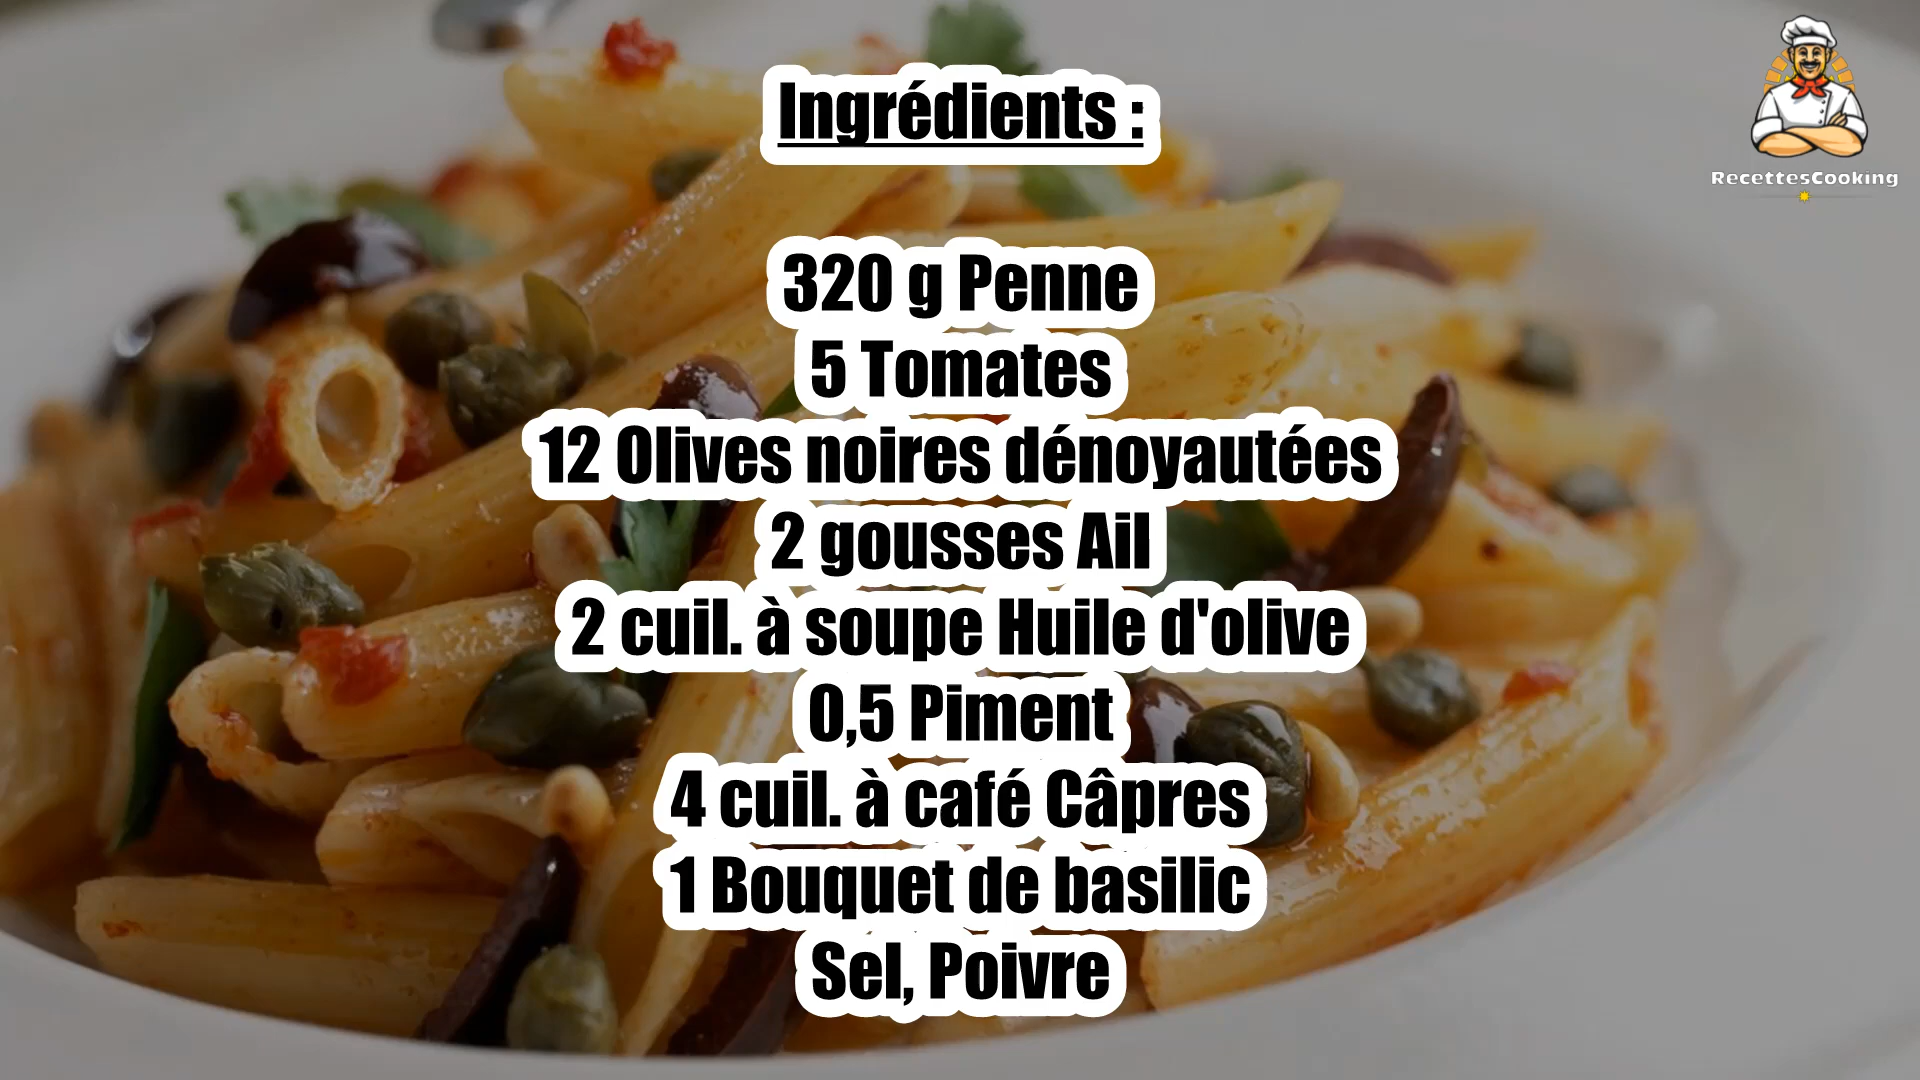 Ingrédients :
RecettesCooking
320 g Penne
5 Tomates
12 Olives noires dénoyautées
2 gousses Ail
2 cuil. à soupe Huile d'olive
0,5 Piment
4 cuil. à café Câpres
1 Bouquet de basilic
Sel, Poivre